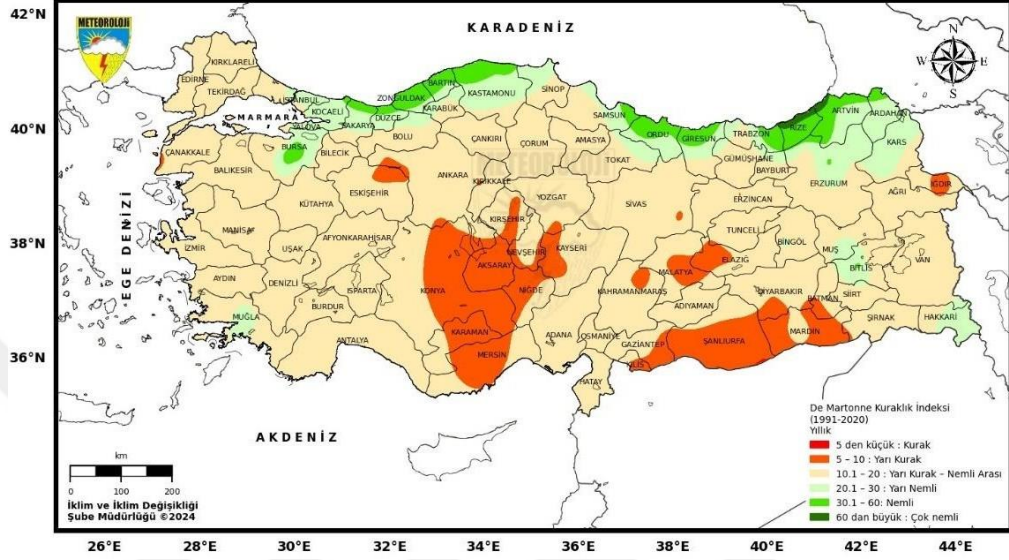 42°N
40°N
38°N
36°N
METEOROLOJİ
KARADENİZ
N
W
E
S
KIRKLARELİ
EDİRNE
TEKİRDAĞ
İSTANBUL
KOCAELİ
MARMARA
YALOVA
SAKARYA
DÜZCE
ZONGULDAK
BARTIN
KARABÜK
KASTAMONU
SİNOP
BOLU
SAMSUN
ORDU
GİRESUN
TRABZON
RİZE
ARTVİN
ARDAHAN
KARS
ÇANAKKALE
BURSA
BİLECİK
ÇANKIRI
ÇORUM
AMASYA
TOKAT
GÜMÜŞHANE
BAYBURT
BALIKESİR
ESKİŞEHİR
ANKARA
KIRIKKALE
METEOROLOJİ
YOZGAT
SİVAS
ERZİNCAN
ERZURUM
AĞRI
IĞDIR
KÜTAHYA
EGE DENİZİ
MANİSA
İZMİR
UŞAK
AFYONKARAHİSAR
KIRŞEHİR
NEVŞEHİR
KAYSERİ
TUNCELİ
BİNGÖL
MUŞ
ELAZIĞ
BİTLİS
VAN
AYDIN
DENİZLİ
ISPARTA
BURDUR
KONYA
AKSARAY
NİĞDE
KAHRAMANMARAŞ
MALATYA
ADIYAMAN
DİYARBAKIR
BATMAN
SİİRT
ŞIRNAK
HAKKARİ
MUĞLA
ANTALYA
KARAMAN
MERSİN
ADANA
OSMANİYE
GAZİANTEP
ŞANLIURFA
MARDİN
HATAY
AKDENİZ
km
0 100 200
İklim ve İklim Değişikliği
Şube Müdürlüğü ©2024
De Martonne Kuraklık İndeksi
(1991-2020)
Yıllık
5 den küçük : Kurak
5 – 10 : Yarı Kurak
10.1 – 20 : Yarı Kurak – Nemli Arası
20.1 – 30 : Yarı Nemli
30.1 – 60: Nemli
60 dan büyük : Çok nemli
26°E 28°E 30°E 32°E 34°E 36°E 38°E 40°E 42°E 44°E